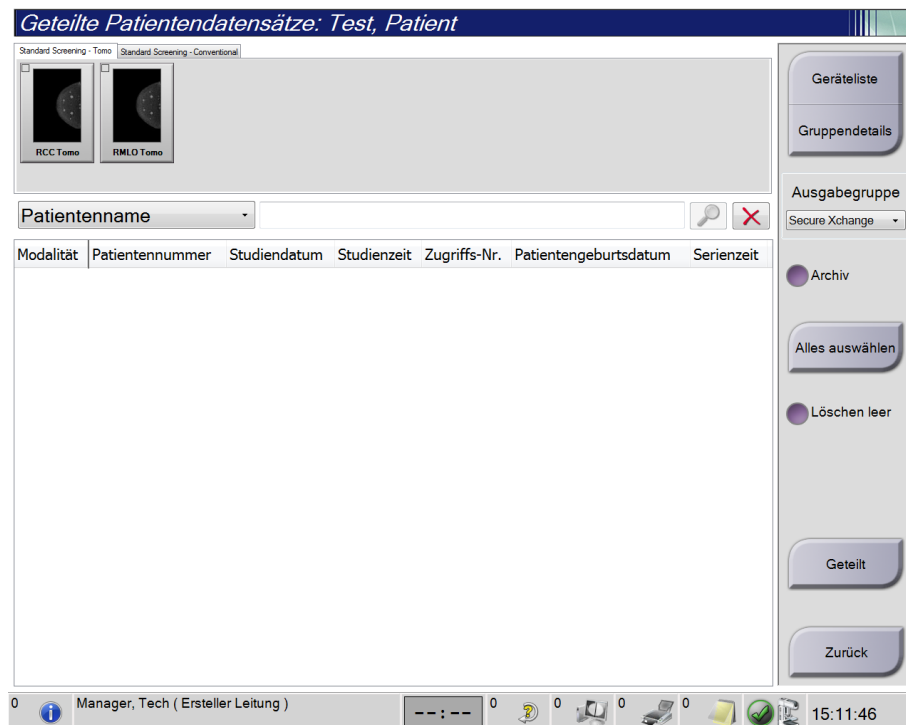 Geteilte Patientendatensätze: Test, Patient
Standard Screening - Tomo
Standard Screening - Conventional
RCC Tomo
RMLO Tomo
Geräteliste
Gruppendetails
Ausgabegruppe
Secure Xchange
Patientenname
Modalität Patientennummer Studiendatum Studienzeit Zugriffs-Nr. Patientengeburtsdatum Serienzeit
Archiv
Alles auswählen
Löschen leer
Geteilt
Zurück
0 Manager, Tech ( Ersteller Leitung ) --:-- 0 0 0 0 15:11:46